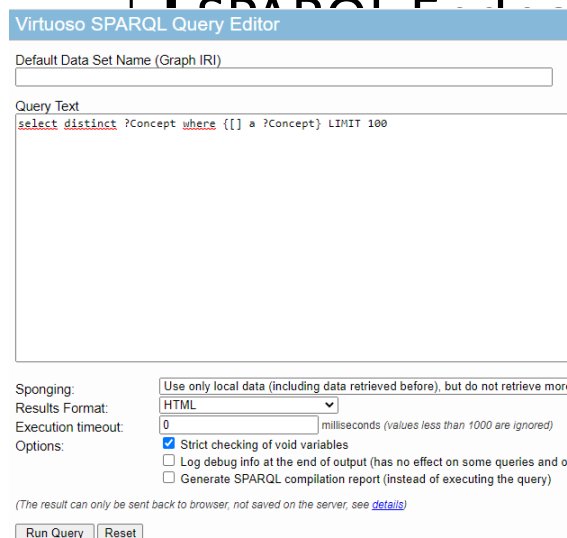 SPARQL
Virtuoso SPARQL Query Editor
Default Data Set Name (Graph IRI)
Query Text
select distinct ?Concept where {[] a ?Concept} LIMIT 100
Sponging: Use only local data (including data retrieved before), but do not retrieve more
Results Format: HTML
Execution timeout: 0 milliseconds (values less than 1000 are ignored)
Options: Strict checking of void variables
Log debug info at the end of output (has no effect on some queries and
Generate SPARQL compilation report (instead of executing the query)
(The result can only be sent back to browser, not saved on the server, see details)
Run Query Reset